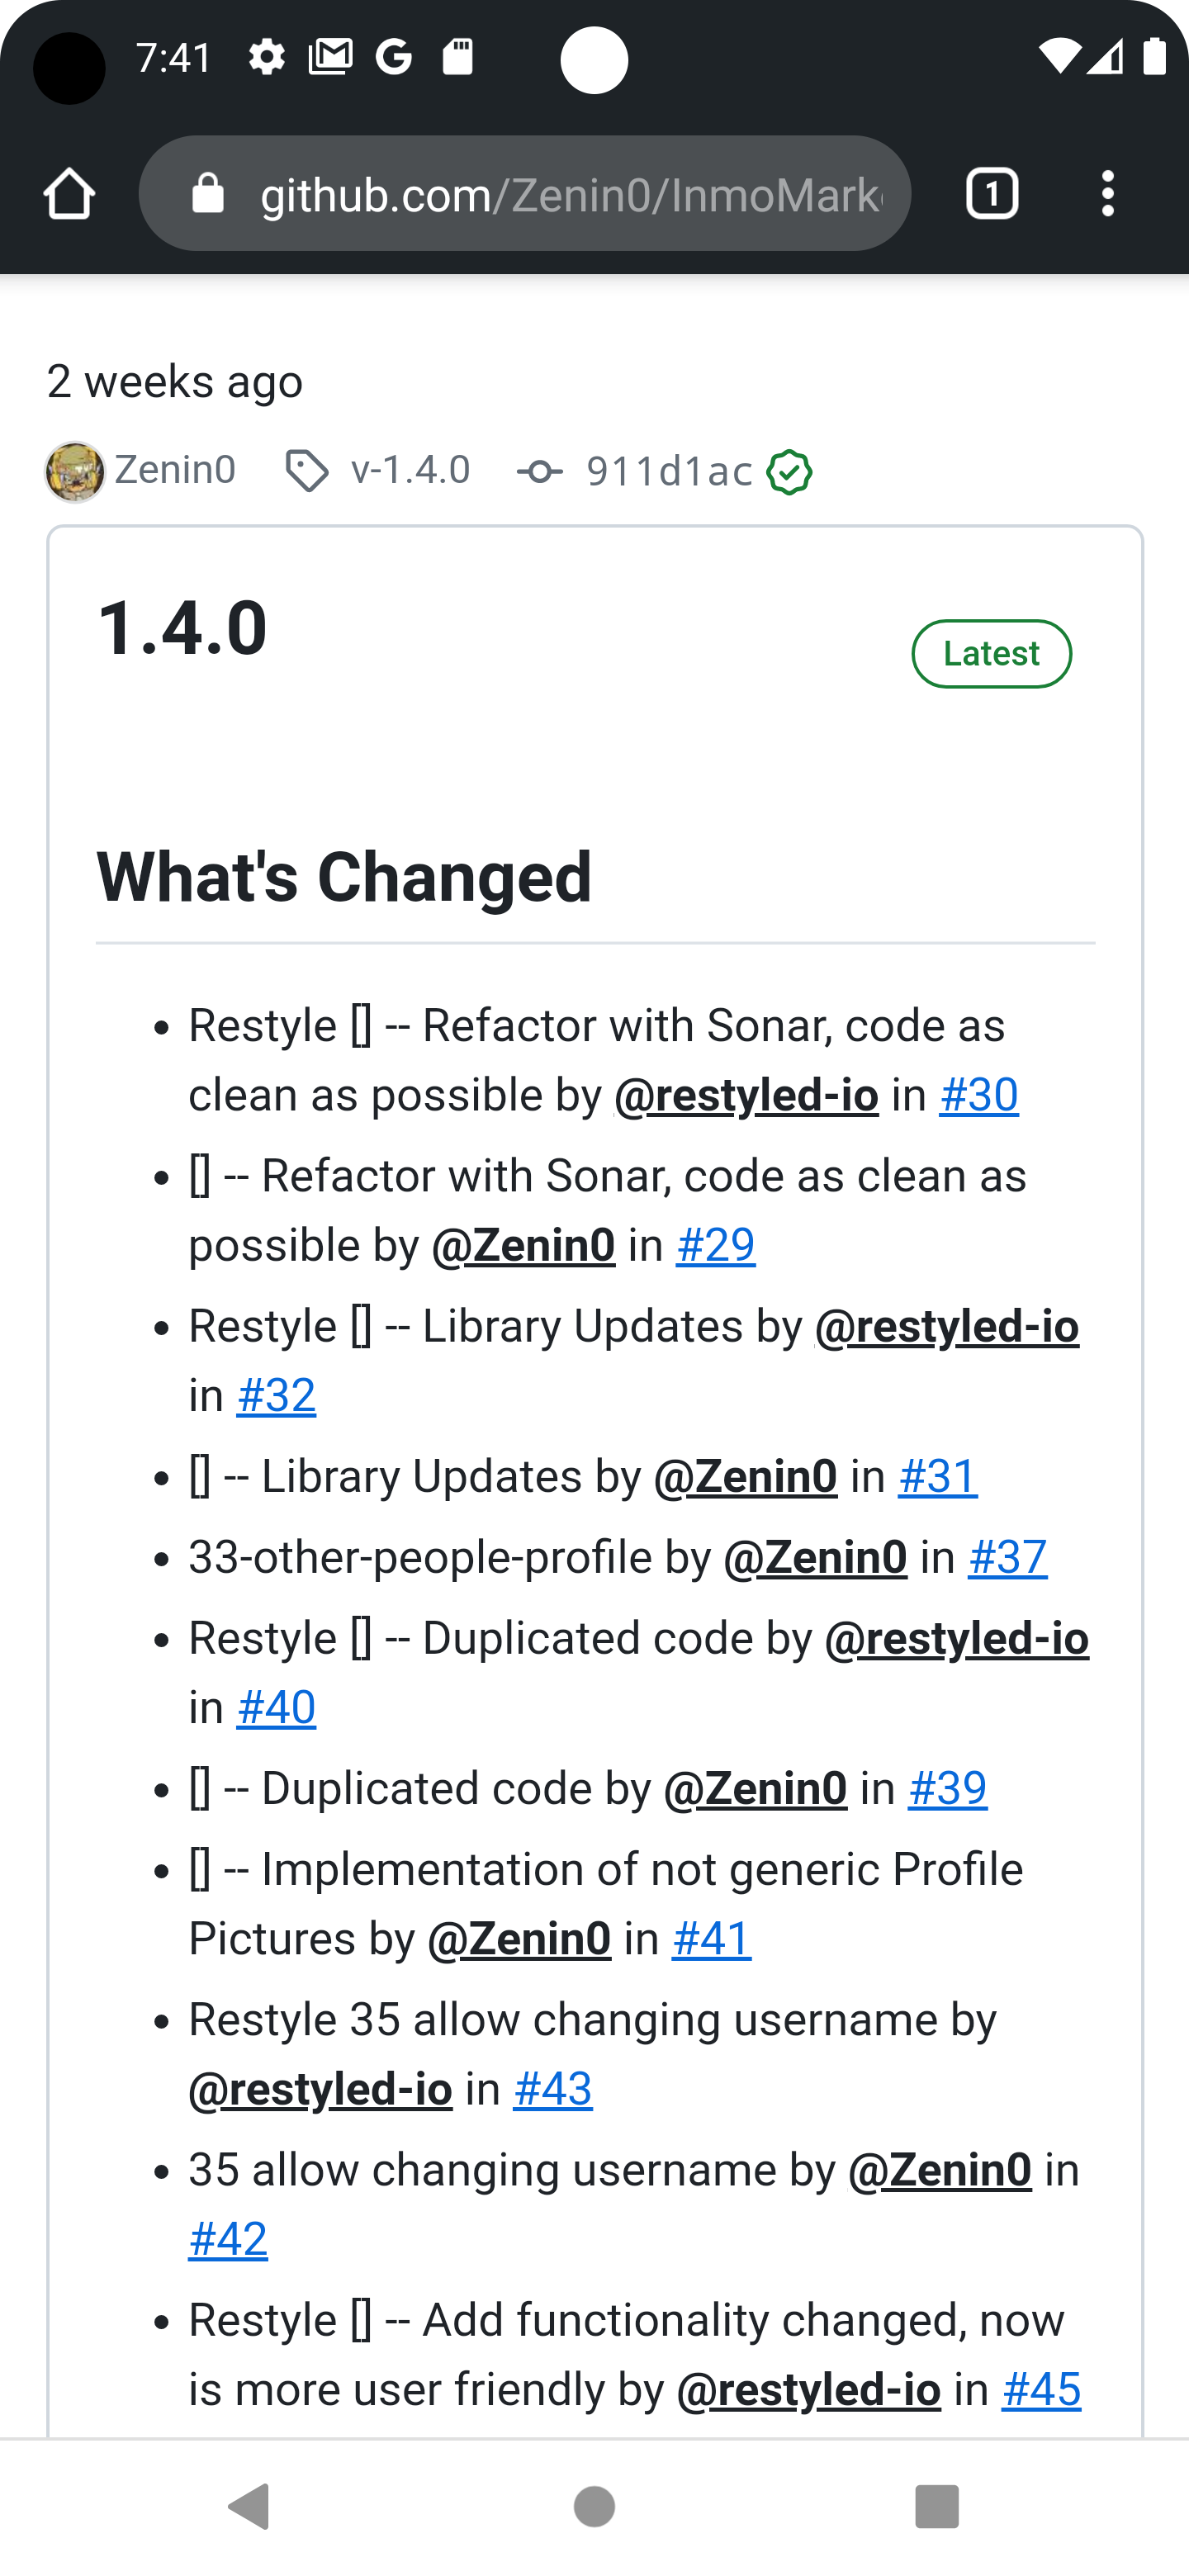 7:41
github.com/Zenin0/InmoMark
1
2 weeks ago
Zenin0 v-1.4.0 911d1ac
1.4.0
Latest
What's Changed
• Restyle [] -- Refactor with Sonar, code as
clean as possible by @restyled-io in #30
• [] -- Refactor with Sonar, code as clean as
possible by @Zenin0 in #29
• Restyle [] -- Library Updates by @restyled-io
in #32
• [] -- Library Updates by @Zenin0 in #31
• 33-other-people-profile by @Zenin0 in #37
• Restyle [] -- Duplicated code by @restyled-io
in #40
• [] -- Duplicated code by @Zenin0 in #39
• [] -- Implementation of not generic Profile
Pictures by @Zenin0 in #41
• Restyle 35 allow changing username by
@restyled-io in #43
• 35 allow changing username by @Zenin0 in
#42
• Restyle [] -- Add functionality changed, now
is more user friendly by @restyled-io in #45